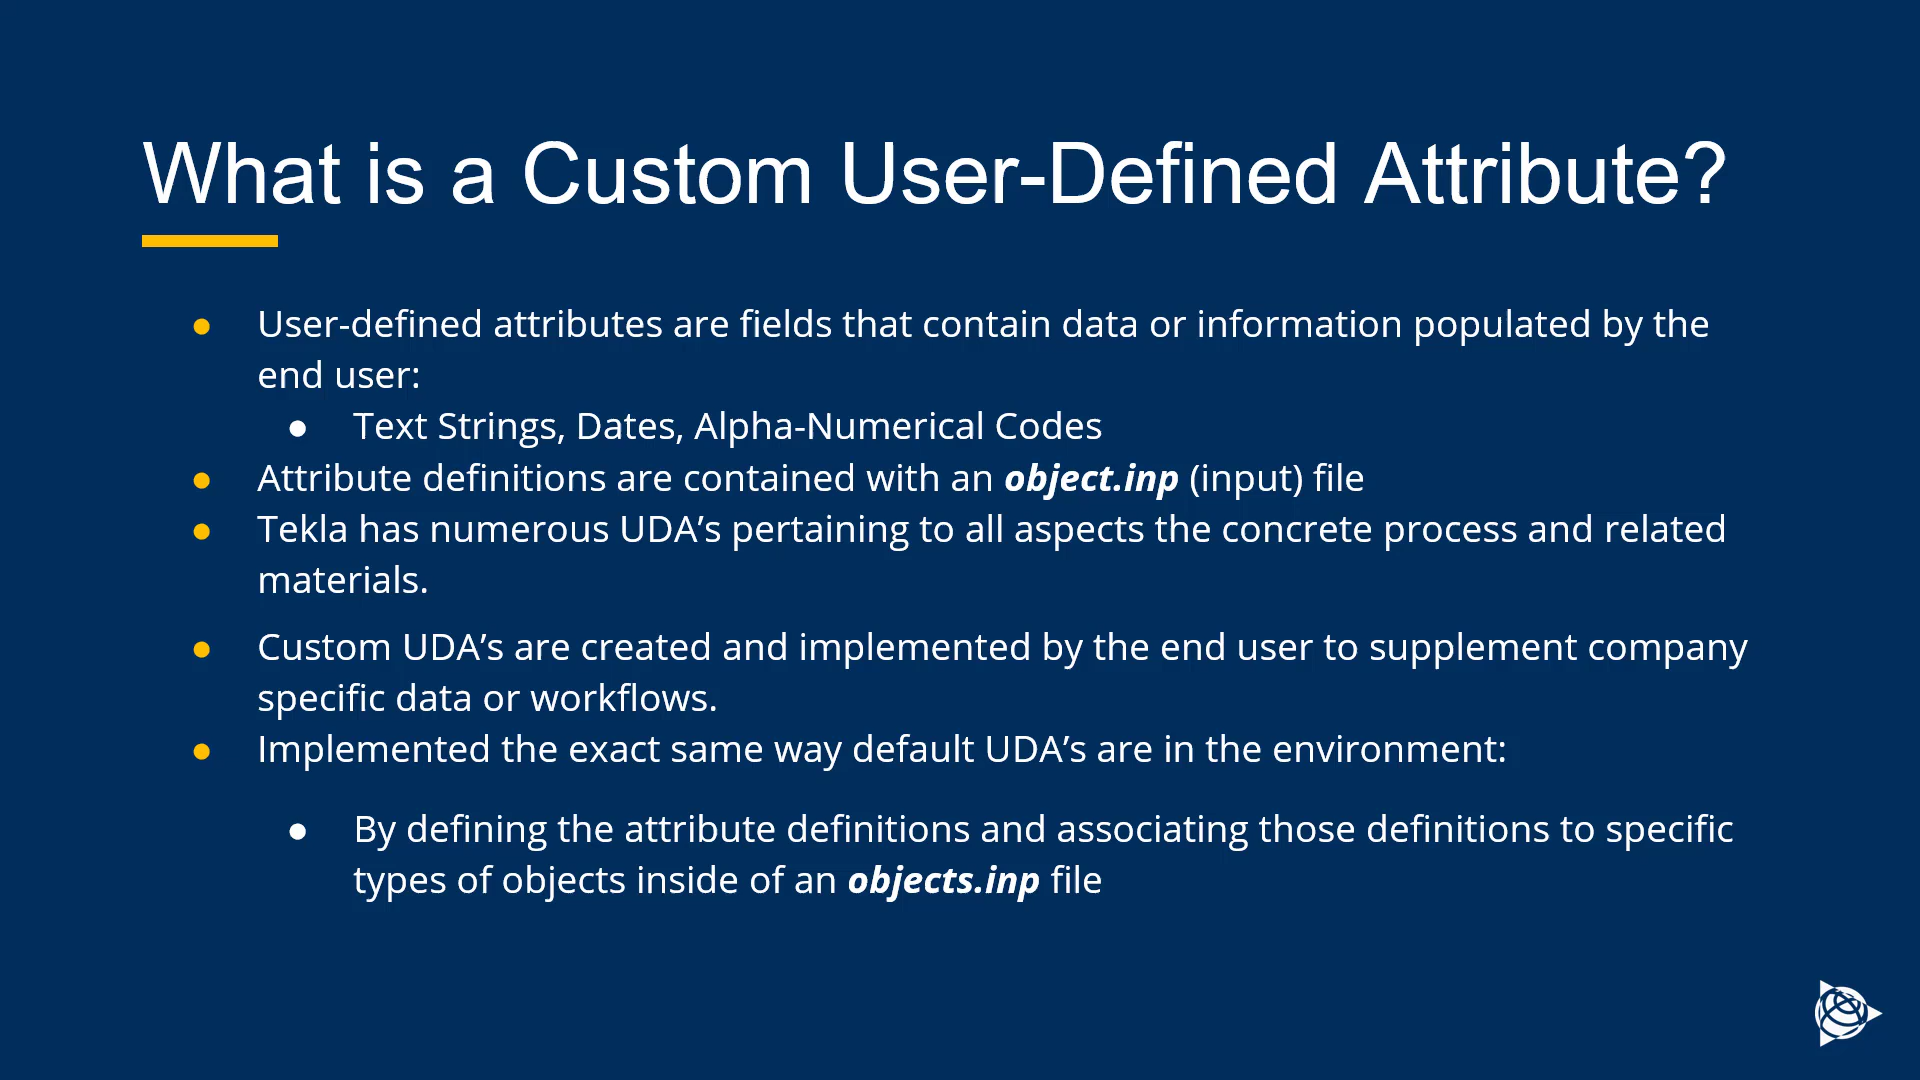 What is a Custom User-Defined Attribute?
● User-defined attributes are fields that contain data or information populated by the
end user:
● Text Strings, Dates, Alpha-Numerical Codes
● Attribute definitions are contained with an object.inp (input) file
● Tekla has numerous UDA’s pertaining to all aspects the concrete process and related
materials.
● Custom UDA’s are created and implemented by the end user to supplement company
specific data or workflows.
● Implemented the exact same way default UDA’s are in the environment:
● By defining the attribute definitions and associating those definitions to specific
types of objects inside of an objects.inp file